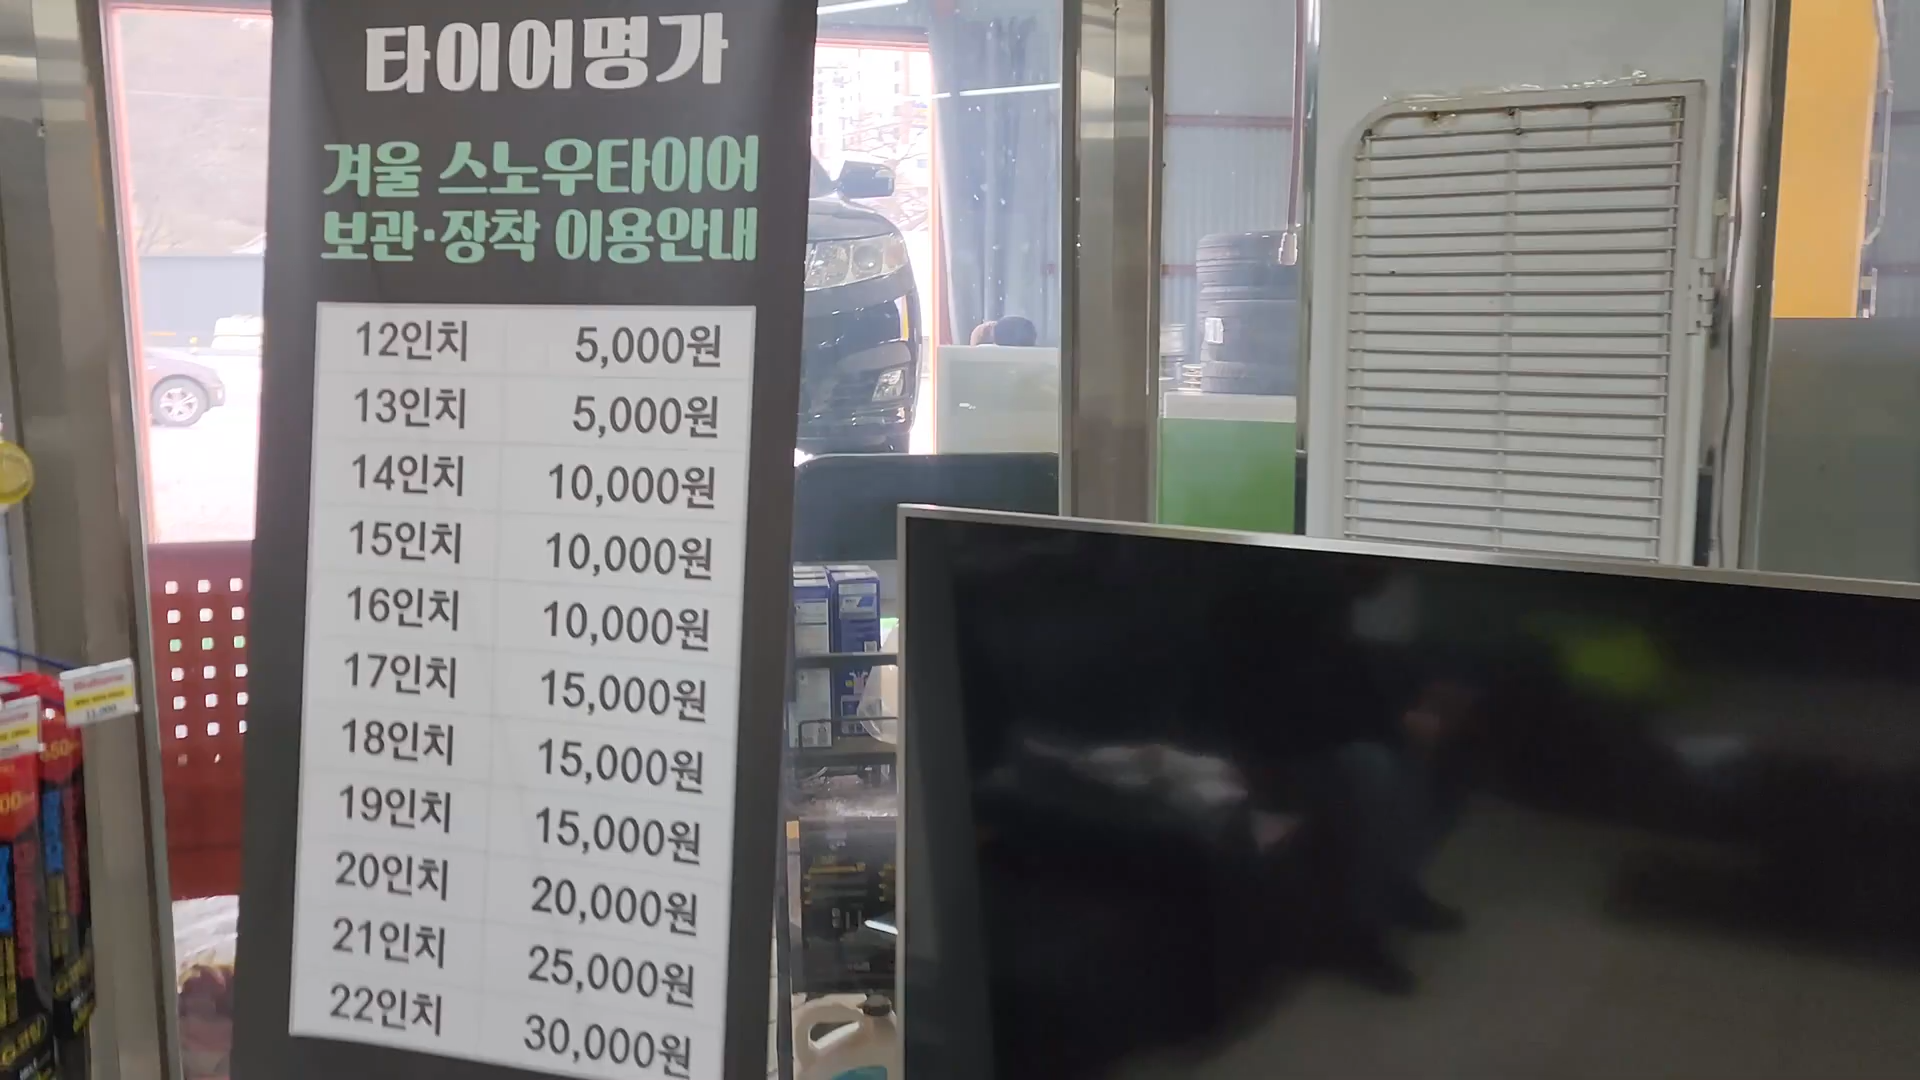 타이어명가
겨울 스노우타이어
보관·장착 이용안내
12인치 5,000원
13인치 5,000원
14인치 10,000원
15인치 10,000원
16인치 10,000원
17인치 15,000원
18인치 15,000원
19인치 15,000원
20인치 20,000원
21인치 25,000원
22인치 30,000원